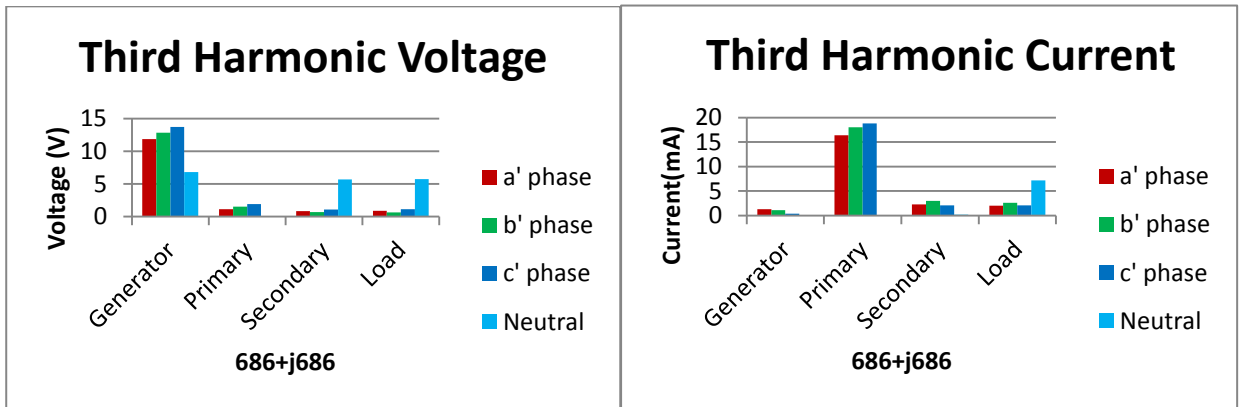 Third Harmonic Voltage
15
10
5
0
Voltage (V)
Generator
Primary
Secondary
Load
686+j686
a' phase
b' phase
c' phase
Neutral
Third Harmonic Current
20
15
10
5
0
Current(mA)
Generator
Primary
Secondary
Load
686+j686
a' phase
b' phase
c' phase
Neutral